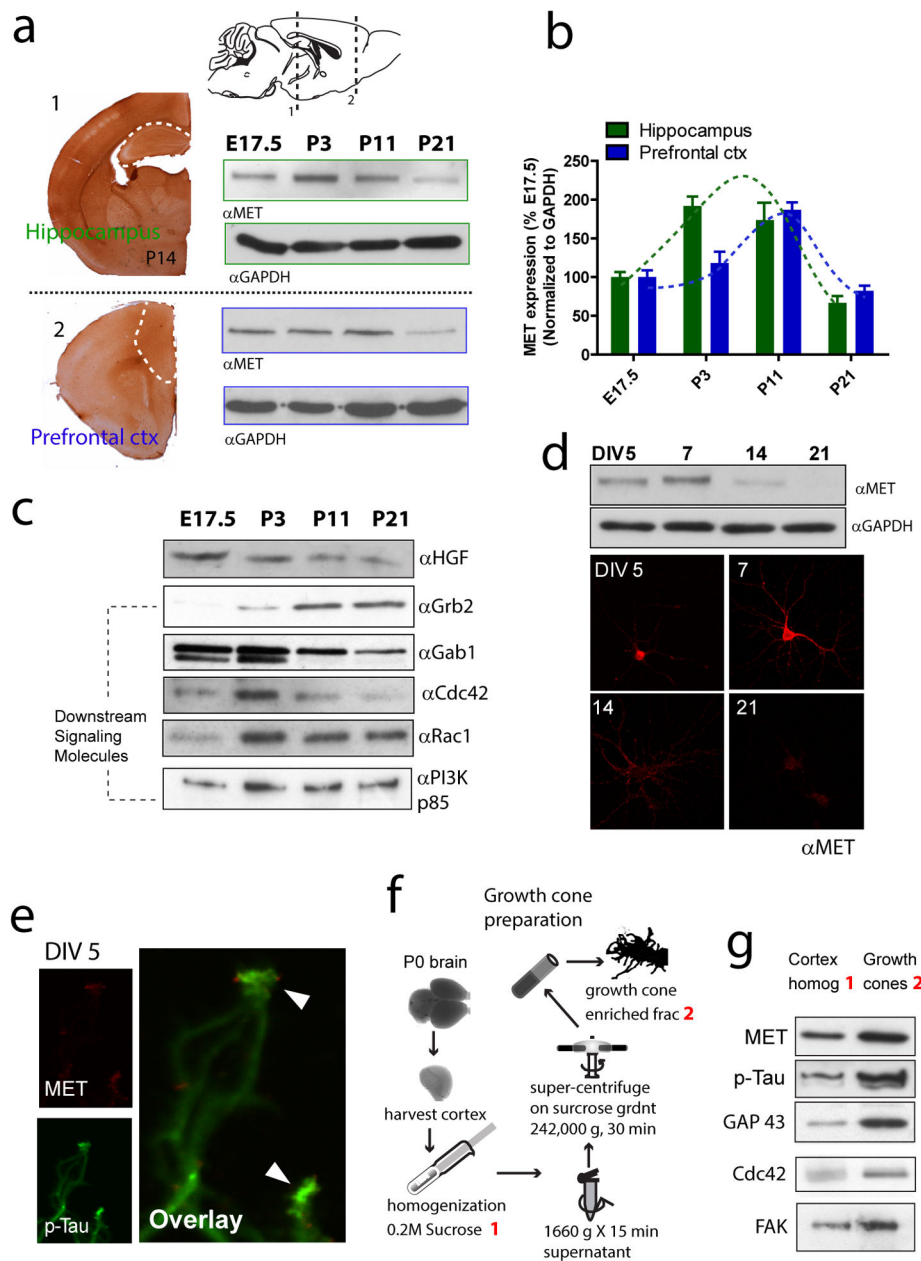 a
1
2
1
E17.5 P3 P11 P21
αMET
Hippocampus
P14
αGAPDH
2
αMET
Prefrontal ctx
αGAPDH
b
Hippocampus
Prefrontal ctx
MET expression (% E17.5)
(Normalized to GAPDH)
250
200
150
100
50
0
E17.5
P3
P11
P21
c
E17.5 P3 P11 P21
αHGF
αGrb2
αGab1
αCdc42
αRac1
αPI3K
p85
Downstream
Signaling
Molecules
d
DIV5 7 14 21
αMET
αGAPDH
DIV 5
7
14
21
αMET
e
DIV 5
MET
p-Tau
Overlay
f
Growth cone
preparation
P0 brain
harvest cortex
homogenization
0.2M Sucrose 1
1660 g X 15 min
supernatant
super-centrifuge
on surcrose grdnt
242,000 g, 30 min
growth cone
enriched frac 2
g
Cortex
homog 1
Growth
cones 2
MET
p-Tau
GAP 43
Cdc42
FAK